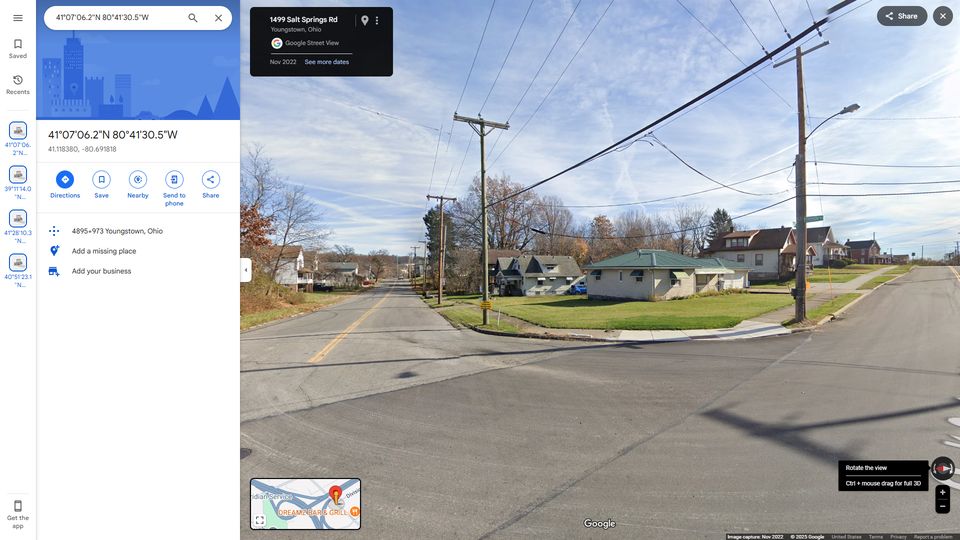 41°07'06.2"N 80°41'30.5"W
Saved
Recents
41°07'06.
2"N...
39°11'14.0
"N...
41°28'10.3
"N...
40°51'23.1
"N...
Get the
app
41°07'06.2"N 80°41'30.5"W
41.118380, -80.691818
Directions
Save
Nearby
Send to
phone
Share
4895+973 Youngstown, Ohio
Add a missing place
Add your business
1499 Salt Springs Rd
Youngstown, Ohio
Google Street View
Nov 2022 See more dates
Share
Rotate the view
Ctrl + mouse drag for full 3D
ridian Service
DREAMZ BAR & GRILL
Google
Image capture: Nov 2022 © 2025 Google United States Terms Privacy Report a problem